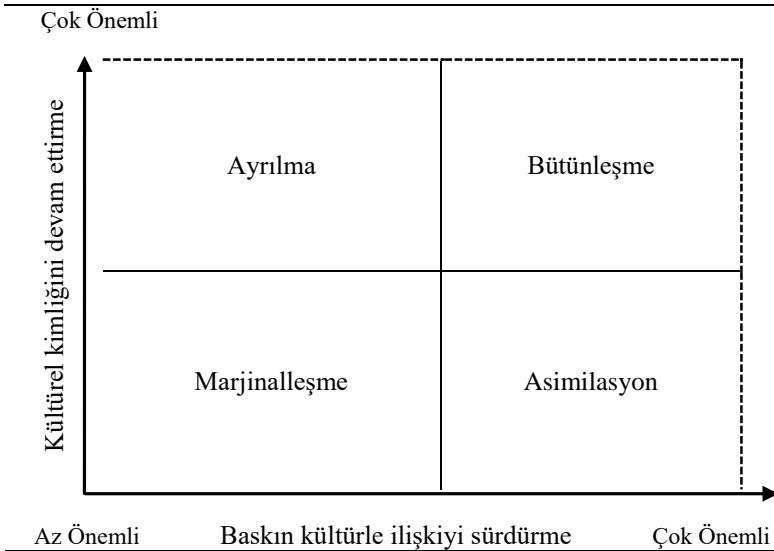 Çok Önemli
Kültürel kimliğini devam ettirme
Ayrılma
Bütünleşme
Marjinalleşme
Asimilasyon
Az Önemli
Baskın kültürle ilişkiyi sürdürme
Çok Önemli